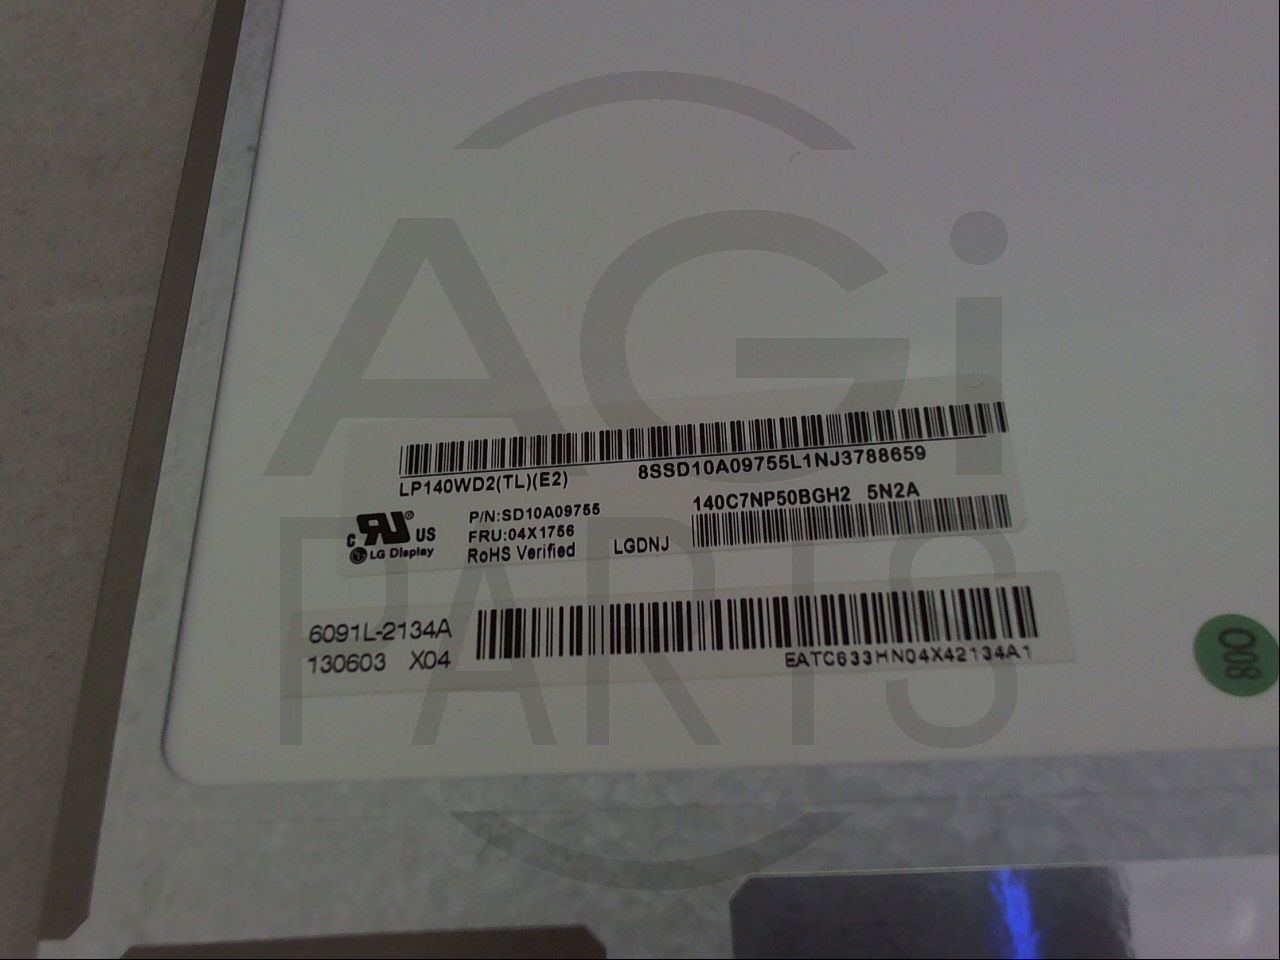 AGi
PARTS
LP140WD2(TL)(E2)
8SSD10A09755L1NJ3788659
140C7NP50BGH2 5N2A
P/N:SD10A09755
FRU:04X1756
RoHS Verified
LGDNJ
c RU ® US
LG Display
6091L-2134A
130603 X04
EATC633HN04X42134A1
008